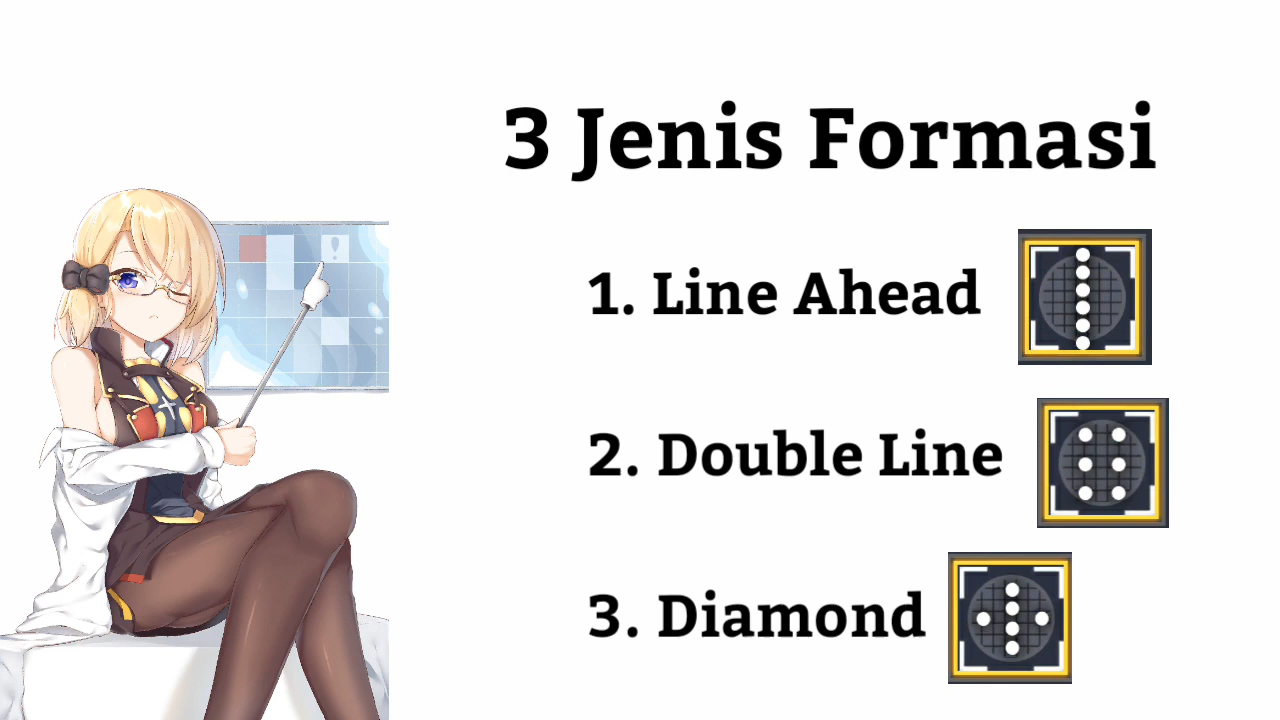 3 Jenis Formasi
1. Line Ahead
2. Double Line
3. Diamond